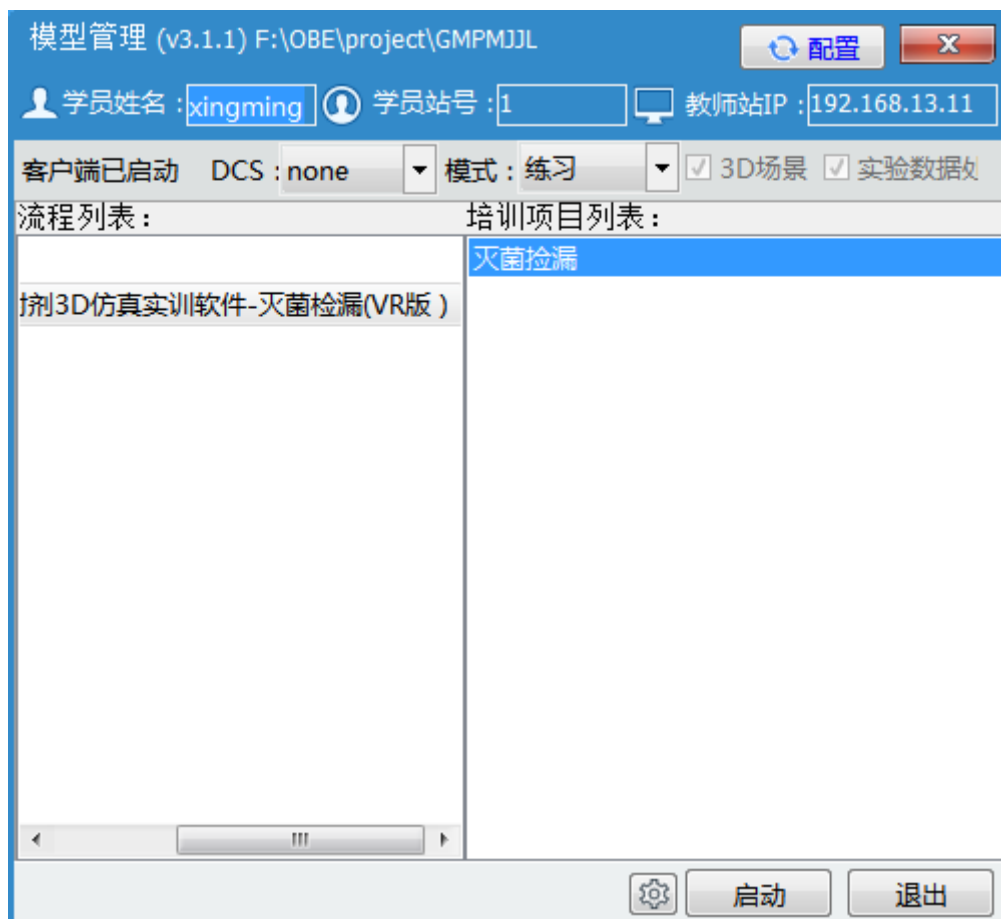 模型管理 (v3.1.1) F:\OBE\project\GMPMJJL
配置
学员姓名：xingming 学员站号：1 教师站IP：192.168.13.11
客户端已启动 DCS：none 模式：练习 3D场景 实验数据处
流程列表： 培训项目列表：
灭菌捡漏
剂3D仿真实训软件-灭菌检漏(VR版）
启动 退出